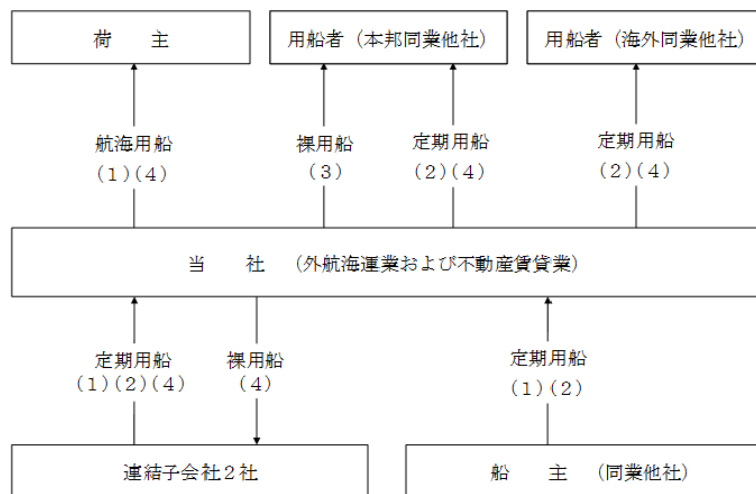 荷　主
用船者（本邦同業他社）
用船者（海外同業他社）
航海用船
(１)(４)
裸用船
(３)
定期用船
(２)(４)
定期用船
(２)(４)
当　社　（外航海運業および不動産賃貸業）
定期用船
(１)(２)(４)
裸用船
(４)
定期用船
(１)(２)
連結子会社２社
船　主　（同業他社）